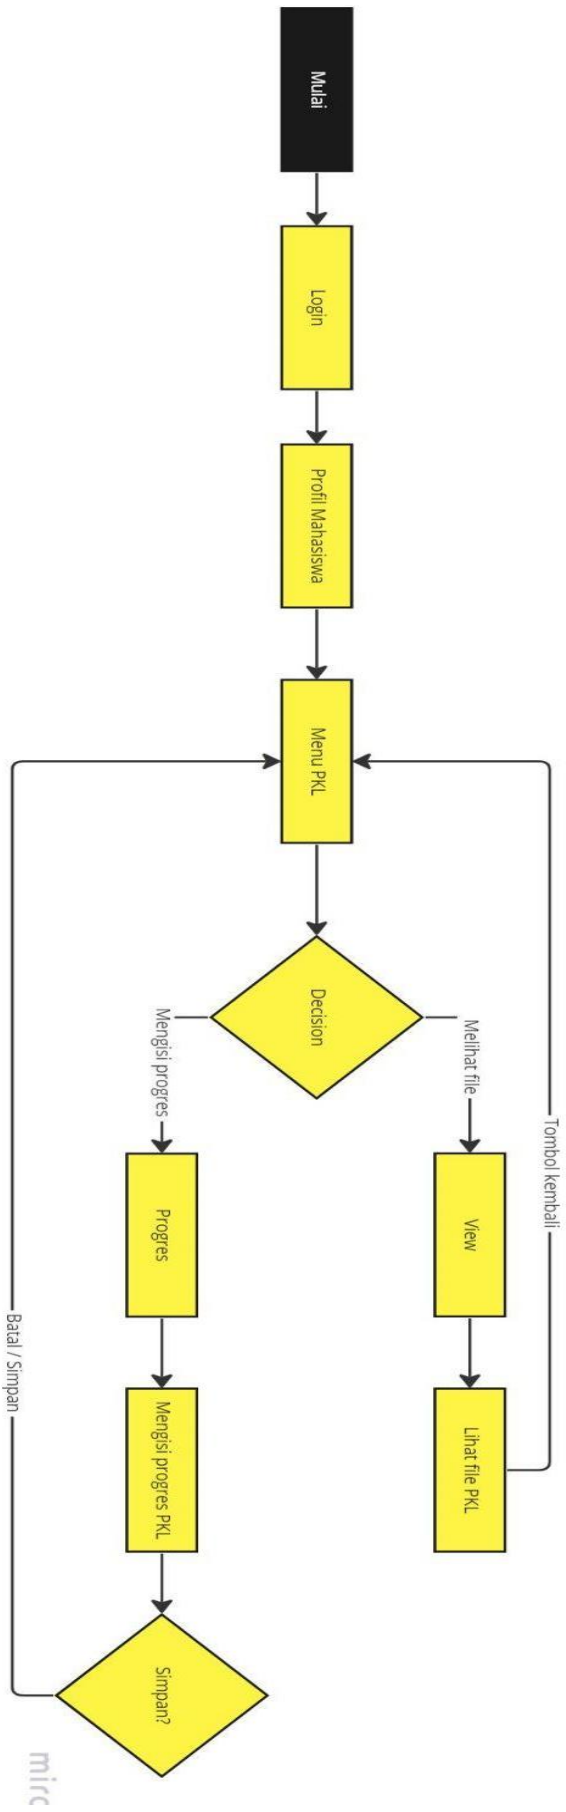 Mulai
Login
Profil Mahasiswa
Menu PKL
Decision
Melihat file
Mengisi progres
View
Lihat file PKL
Tombol kembali
Progres
Mengisi progres PKL
Simpan?
Batal / Simpan